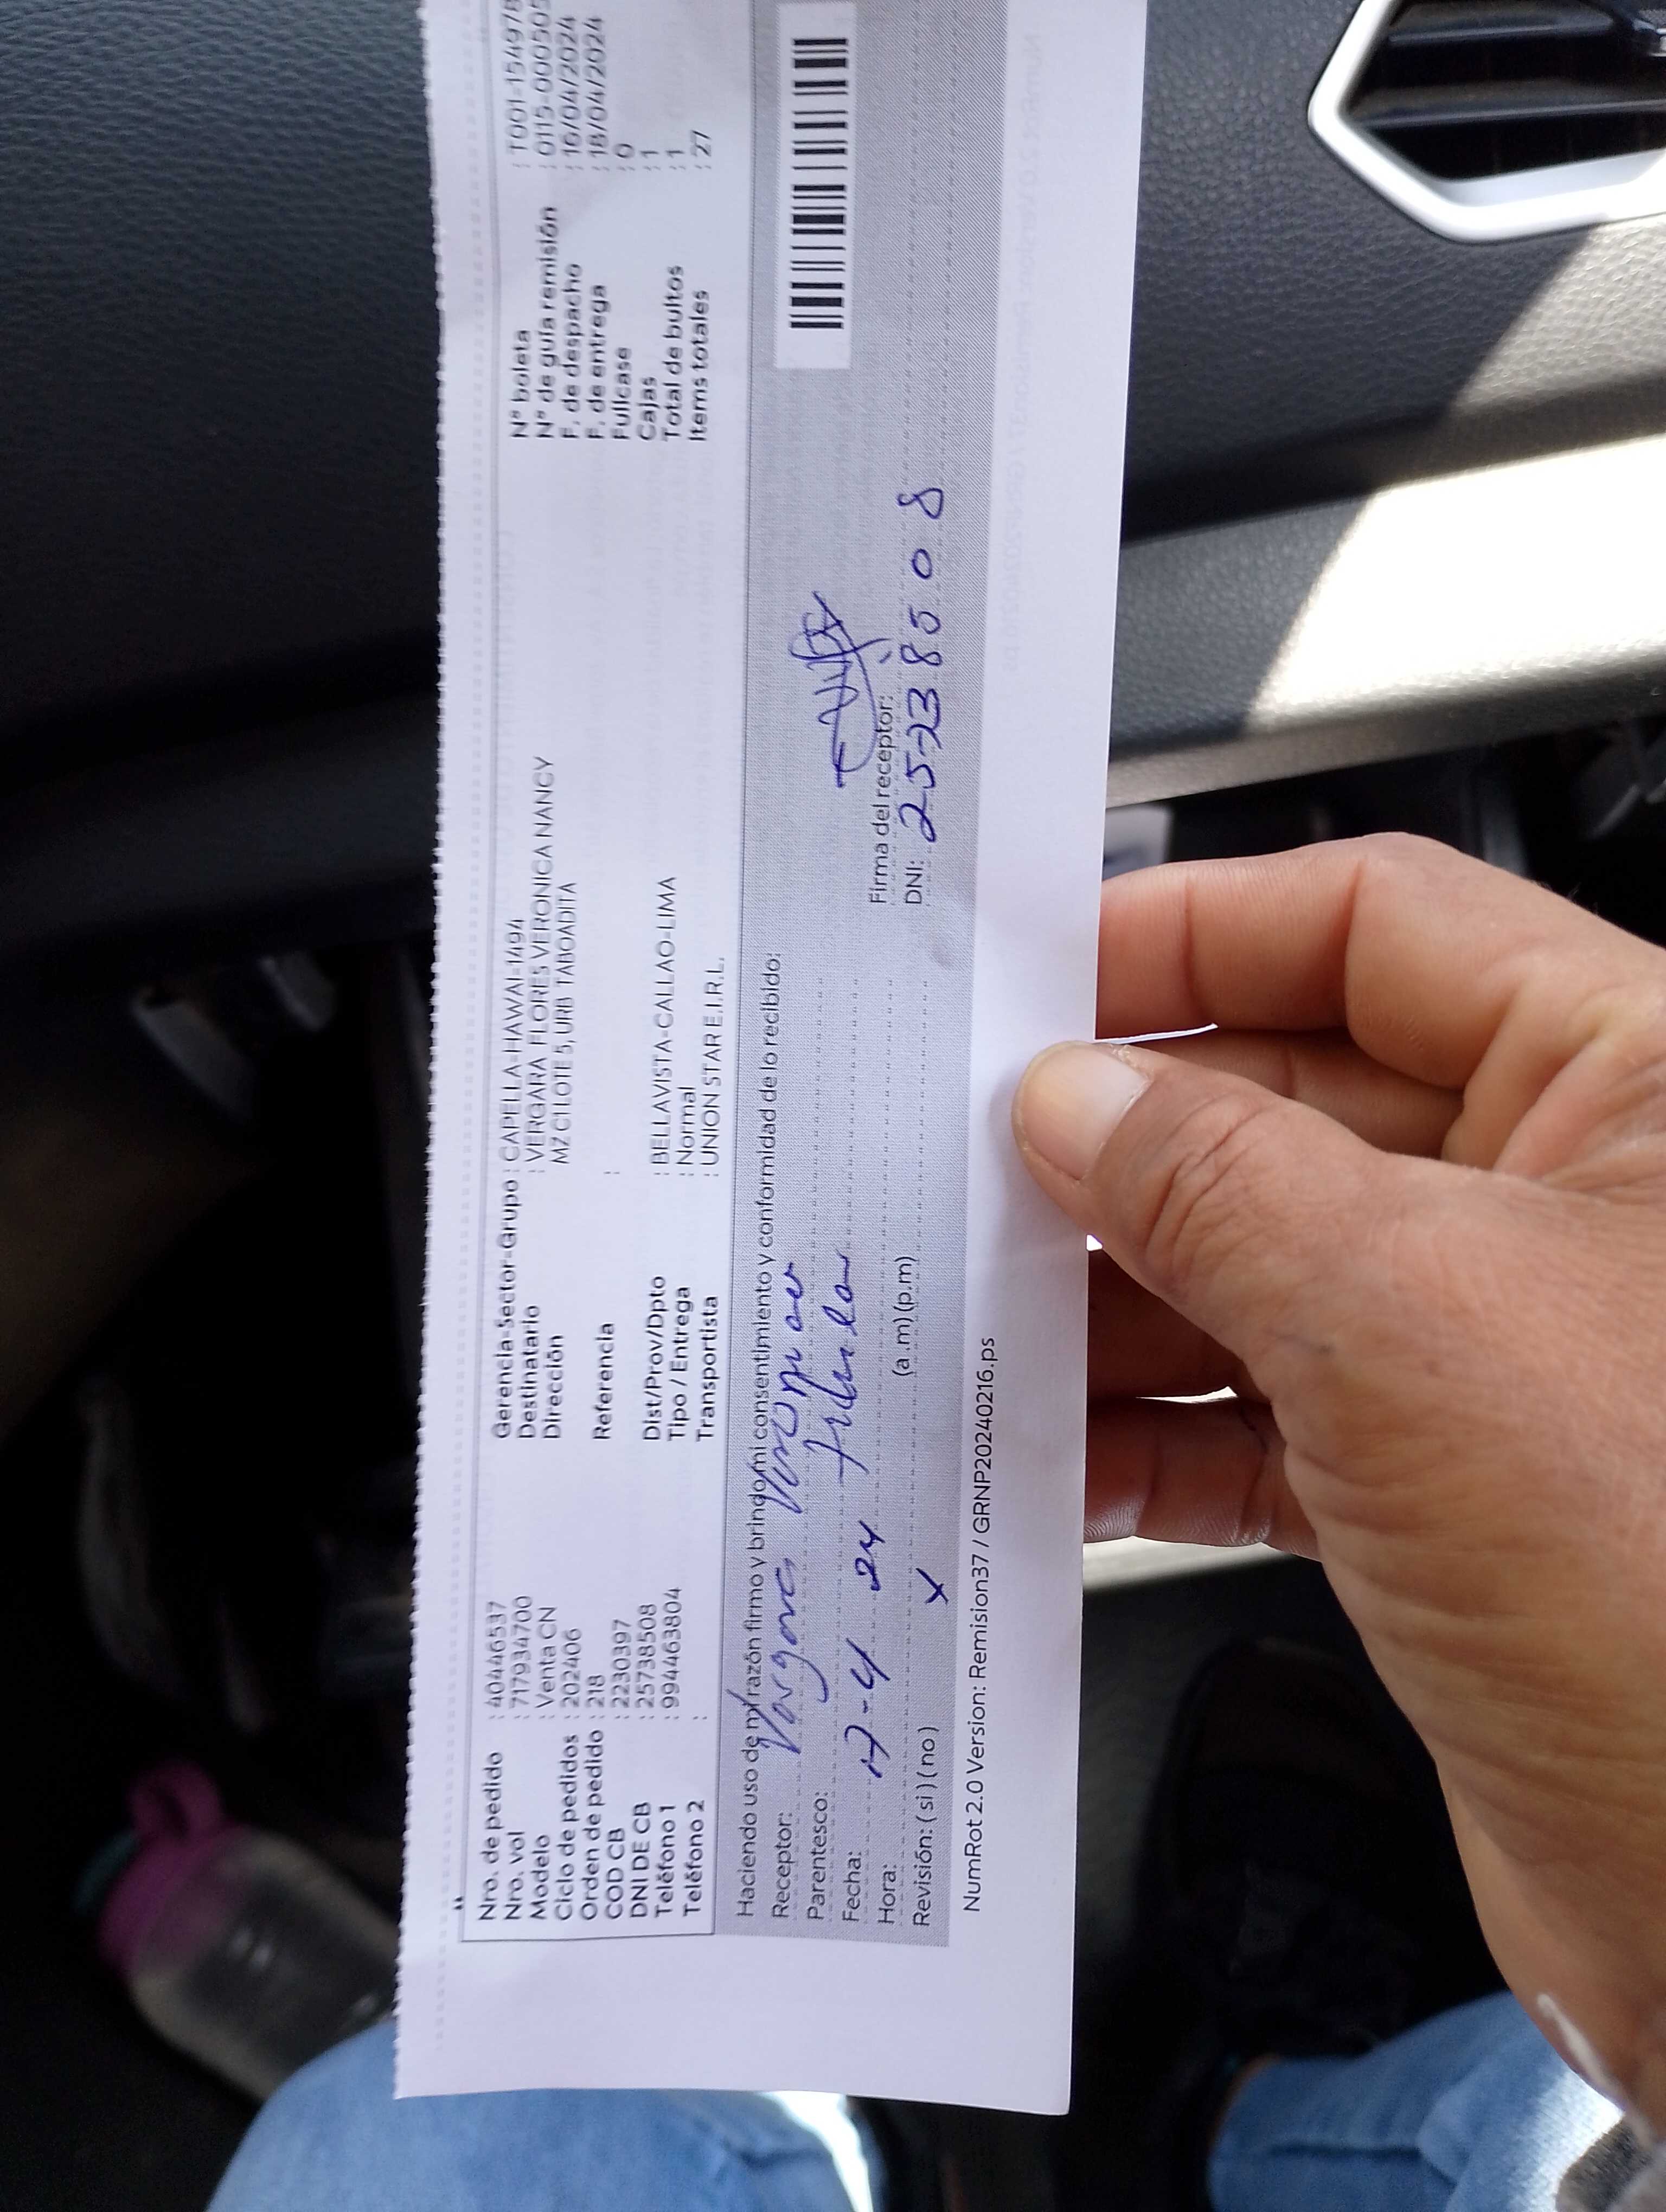 Nro. de pedido : 40446537
Nro. vol : 717934700
Modelo : Venta CN
Ciclo de pedidos : 202406
Orden de pedido : 218
COD CB : 2230397
DNI DE CB : 25738508
Teléfono 1 : 994463804
Teléfono 2 :
Gerencia-Sector-Grupo : CAPELLA-HAWAI-1494
Destinatario : VERGARA FLORES VERONICA NANCY
Dirección MZ C1 LOTE 5, URB TABOADITA
Referencia :
Dist/Prov/Dpto : BELLAVISTA-CALLAO-LIMA
Tipo / Entrega : Normal
Transportista : UNION STAR E.I.R.L.
N° boleta : T001-154978
N° de guía remisión : 0115-000505
F. de despacho : 16/04/2024
F. de entrega : 18/04/2024
Fullcase : 0
Cajas : 1
Total de bultos : 1
Items totales : 27
Haciendo uso de mi razón firmo y brindo mi consentimiento y conformidad de lo recibido:
Receptor: Vergara Veronica
Parentesco: titular
Fecha: 17-4 24
Hora: (a.m) (p.m)
Revisión: ( si ) ( no ) X
Firma del receptor:
DNI: 25738508
NumRot 2.0 Version: Remision37 / GRNP20240216.ps